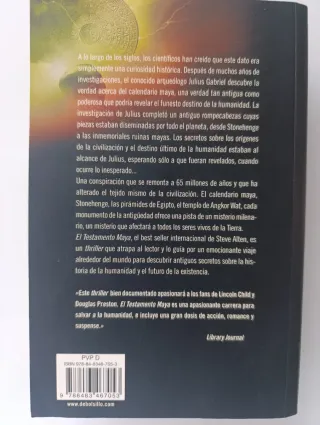 A lo largo de los siglos, los científicos han creído que este dato era
simplemente una curiosidad histórica. Después de muchos años de
investigaciones, el conocido arqueólogo Julius Gabriel descubre la
verdad acerca del calendario maya, una verdad tan antigua como
poderosa que podría revelar el funesto destino de la humanidad. La
investigación de Julius completó un antiguo rompecabezas cuyas
piezas estaban diseminadas por todo el planeta, desde Stonehenge
a las inmemoriales ruinas mayas. Los secretos sobre los orígenes
de la civilización y el destino último de la humanidad estaban al
alcance de Julius, esperando sólo a que fueran revelados, cuando
ocurre lo inesperado...
Una conspiración que se remonta a 65 millones de años y que ha
alterado el tejido mismo de la civilización. El calendario maya,
Stonehenge, las pirámides de Egipto, el templo de Angkor Wat, cada
monumento de la antigüedad ofrece una pista de un misterio milena-
rio, un misterio que afectará a todos los seres vivos de la Tierra.
El Testamento Maya, el best seller internacional de Steve Alten, es
un thriller que atrapa al lector y lo guía por un emocionante viaje
alrededor del mundo para descubrir antiguos secretos sobre la his-
toria de la humanidad y el futuro de la existencia.
«Este thriller bien documentado apasionará a los fans de Lincoln Child y
Douglas Preston. El Testamento Maya es una apasionante carrera para
salvar a la humanidad, e incluye una gran dosis de acción, romance y
suspense.»
Library Journal
PVP D
9 788483 467053
www.debolsillo.com